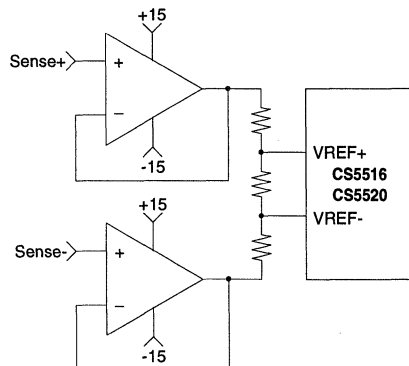 +15
Sense+
+
−
-15
VREF+
CS5516
CS5520
VREF-
+15
Sense-
+
−
-15